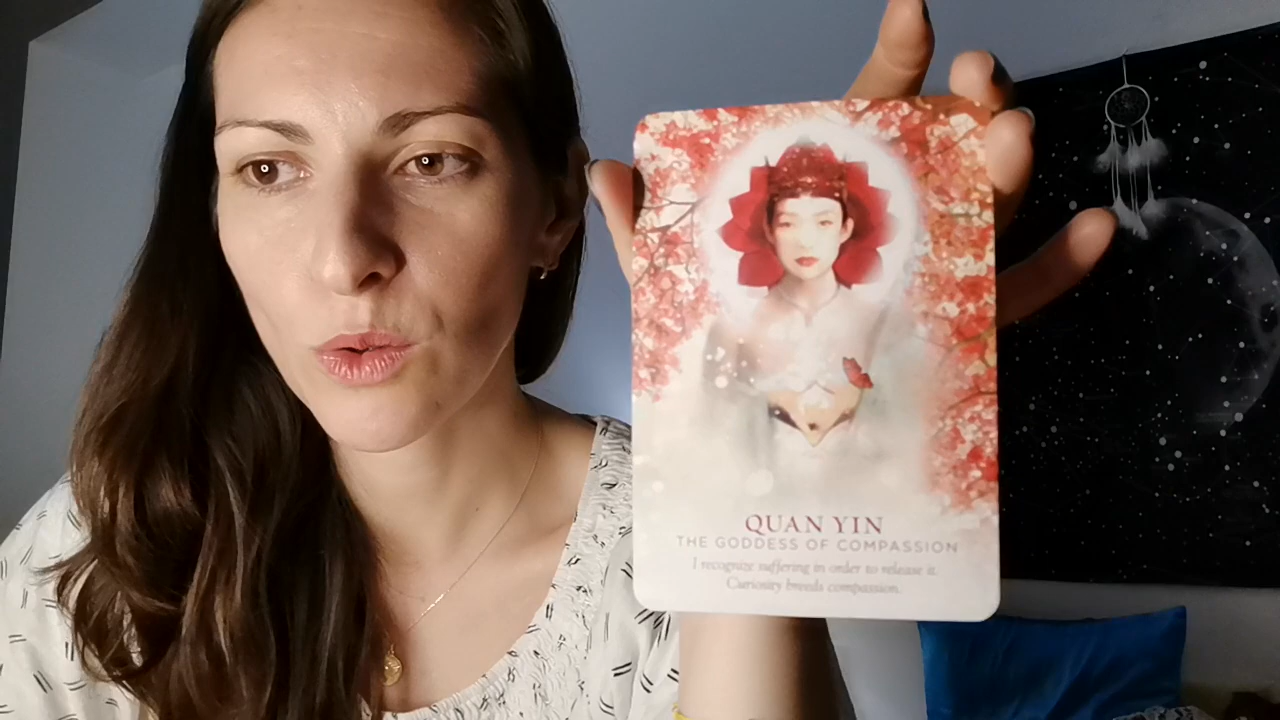 QUAN YIN
THE GODDESS OF COMPASSION
I recognize suffering in order to release it.
Curiosity breeds compassion.